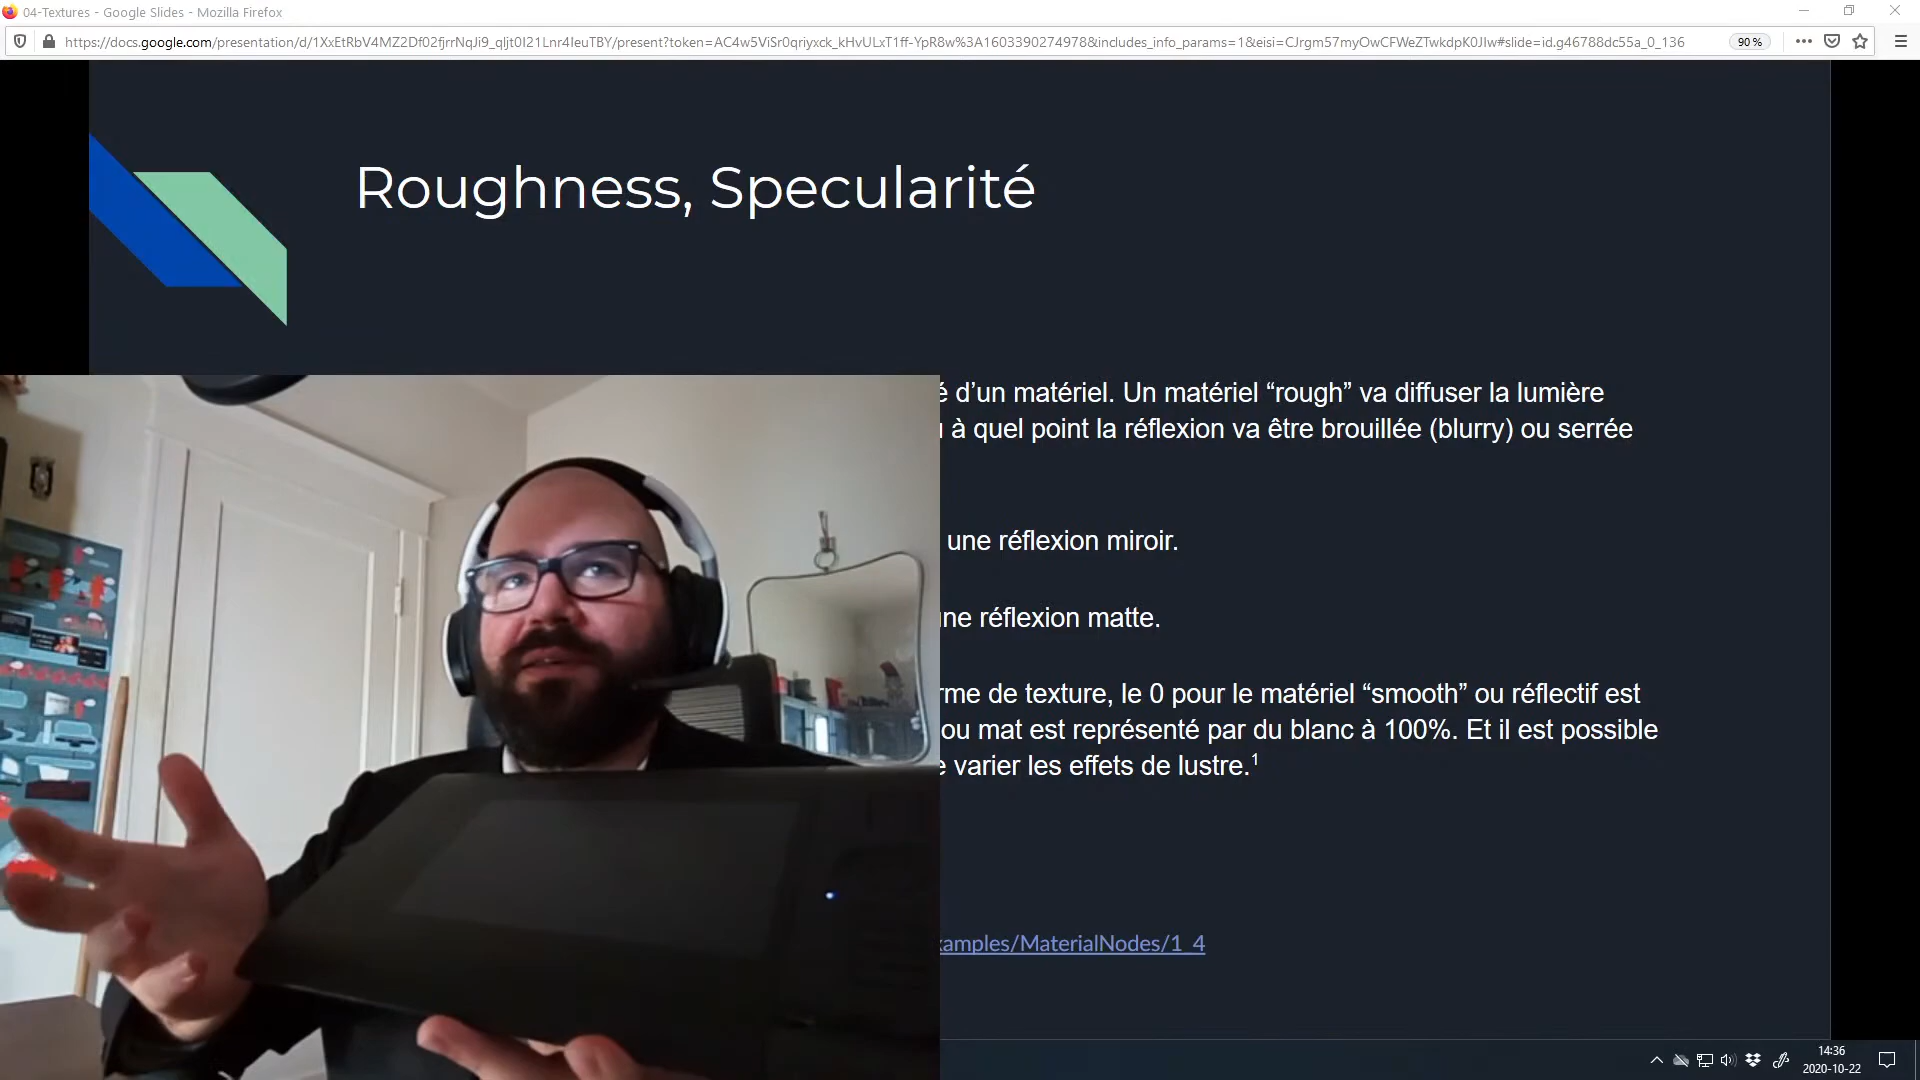 04-Textures - Google Slides - Mozilla Firefox
https://docs.google.com/presentation/d/1XxEtRbV4MZ2Df02fjrrNqJi9_qljt0I21Lnr4IeuTBY/present?token=AC4w5ViSr0qriyxck_kHvULxT1ff-YpR8w%3A1603390274978&includes_info_params=1&eisi=CJrgm57myOwCFWeZTwkdpK0JIw#slide=id.g46788dc55a_0_136
90%
Roughness, Specularité
é d’un matériel. Un matériel “rough” va diffuser la lumière
à quel point la réflexion va être brouillée (blurry) ou serrée
une réflexion miroir.
une réflexion matte.
rme de texture, le 0 pour le matériel “smooth” ou réflectif est
ou mat est représenté par du blanc à 100%. Et il est possible
varier les effets de lustre.¹
amples/MaterialNodes/1_4
14:36
2020-10-22